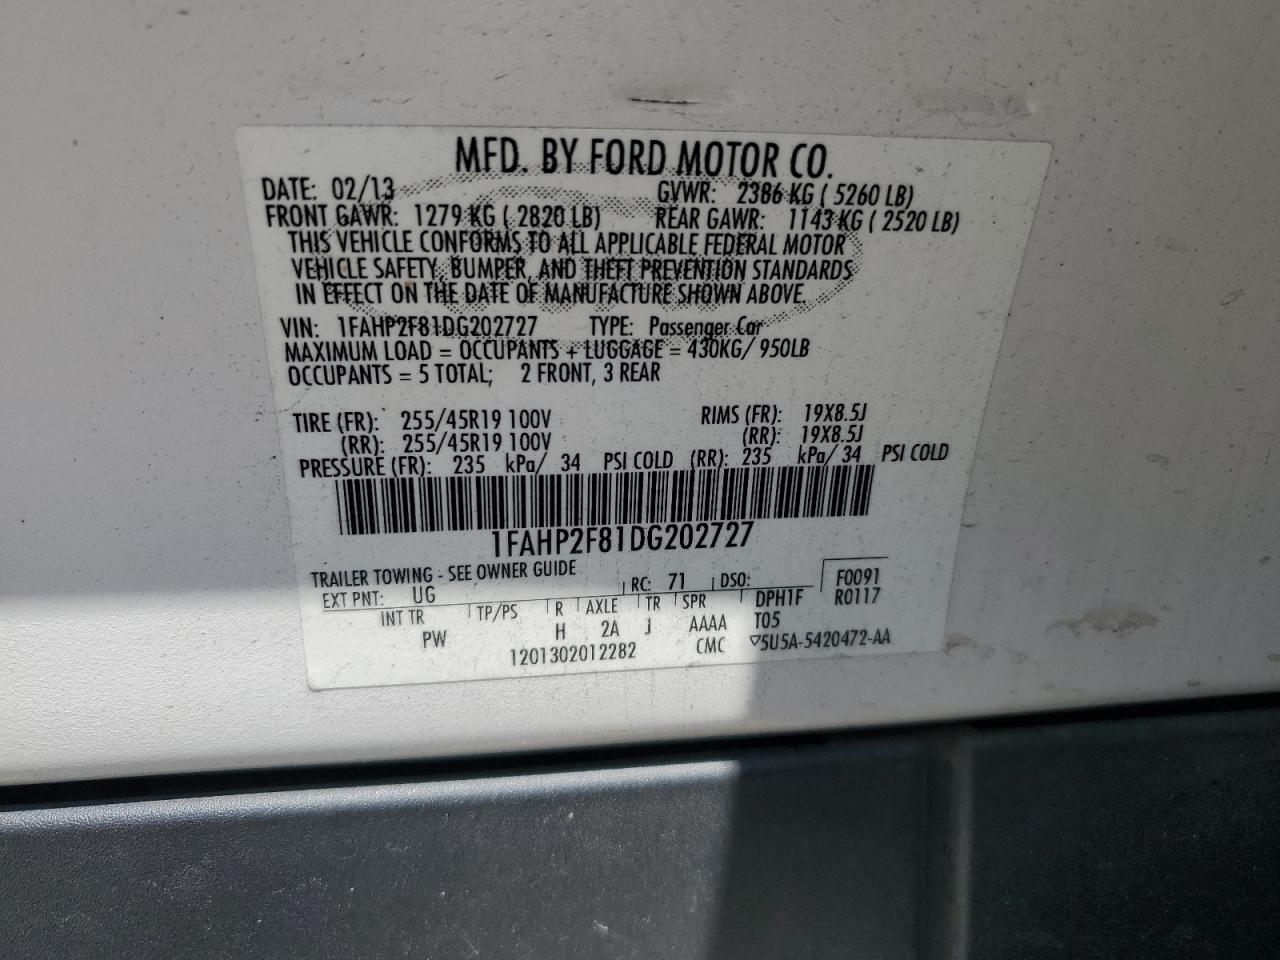 MFD. BY FORD MOTOR CO.
DATE: 02/13 GVWR: 2386 KG ( 5260 LB)
FRONT GAWR: 1279 KG ( 2820 LB) REAR GAWR: 1143 KG ( 2520 LB)
THIS VEHICLE CONFORMS TO ALL APPLICABLE FEDERAL MOTOR
VEHICLE SAFETY, BUMPER, AND THEFT PREVENTION STANDARDS
IN EFFECT ON THE DATE OF MANUFACTURE SHOWN ABOVE.
VIN: 1FAHP2F81DG202727 TYPE: Passenger Car
MAXIMUM LOAD = OCCUPANTS + LUGGAGE = 430KG/ 950LB
OCCUPANTS = 5 TOTAL; 2 FRONT, 3 REAR
TIRE (FR): 255/45R19 100V RIMS (FR): 19X8.5J
(RR): 255/45R19 100V (RR): 19X8.5J
PRESSURE (FR): 235 kPa/ 34 PSI COLD (RR): 235 kPa/ 34 PSI COLD
1FAHP2F81DG202727
TRAILER TOWING - SEE OWNER GUIDE
EXT PNT: UG RC: 71 DSO: F0091
INT TR TP/PS R AXLE TR SPR DPH1F R0117
PW H 2A J AAAA T05
1201302012282 CMC ▽5U5A-5420472-AA